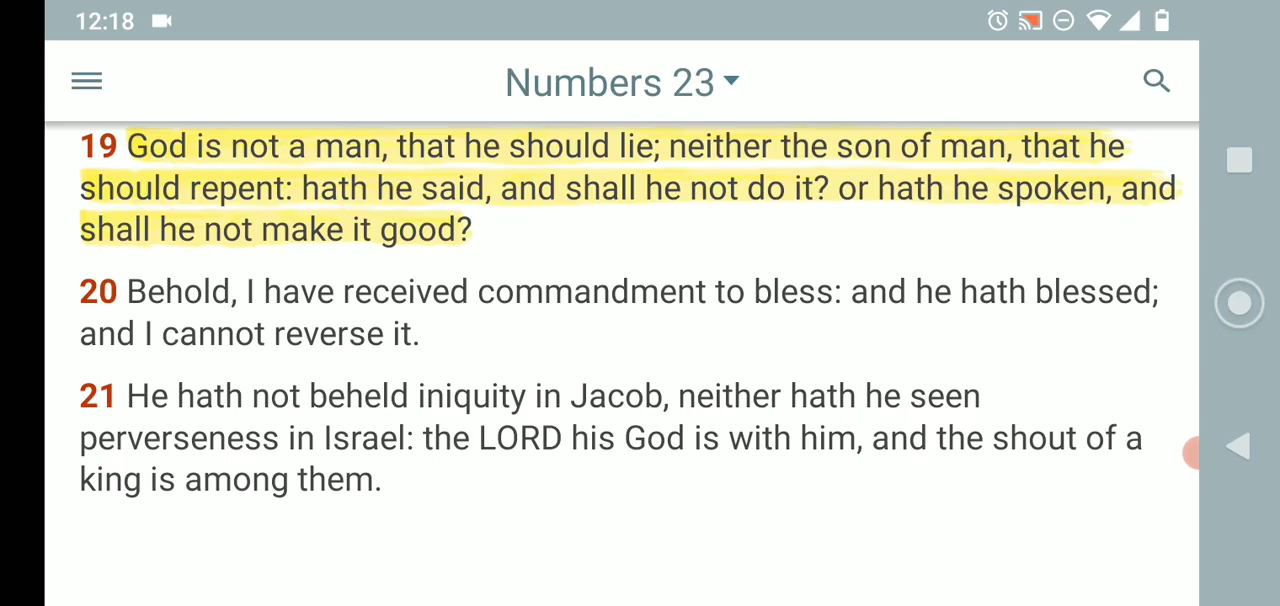 12:18
Numbers 23
19 God is not a man, that he should lie; neither the son of man, that he
should repent: hath he said, and shall he not do it? or hath he spoken, and
shall he not make it good?
20 Behold, I have received commandment to bless: and he hath blessed;
and I cannot reverse it.
21 He hath not beheld iniquity in Jacob, neither hath he seen
perverseness in Israel: the LORD his God is with him, and the shout of a
king is among them.